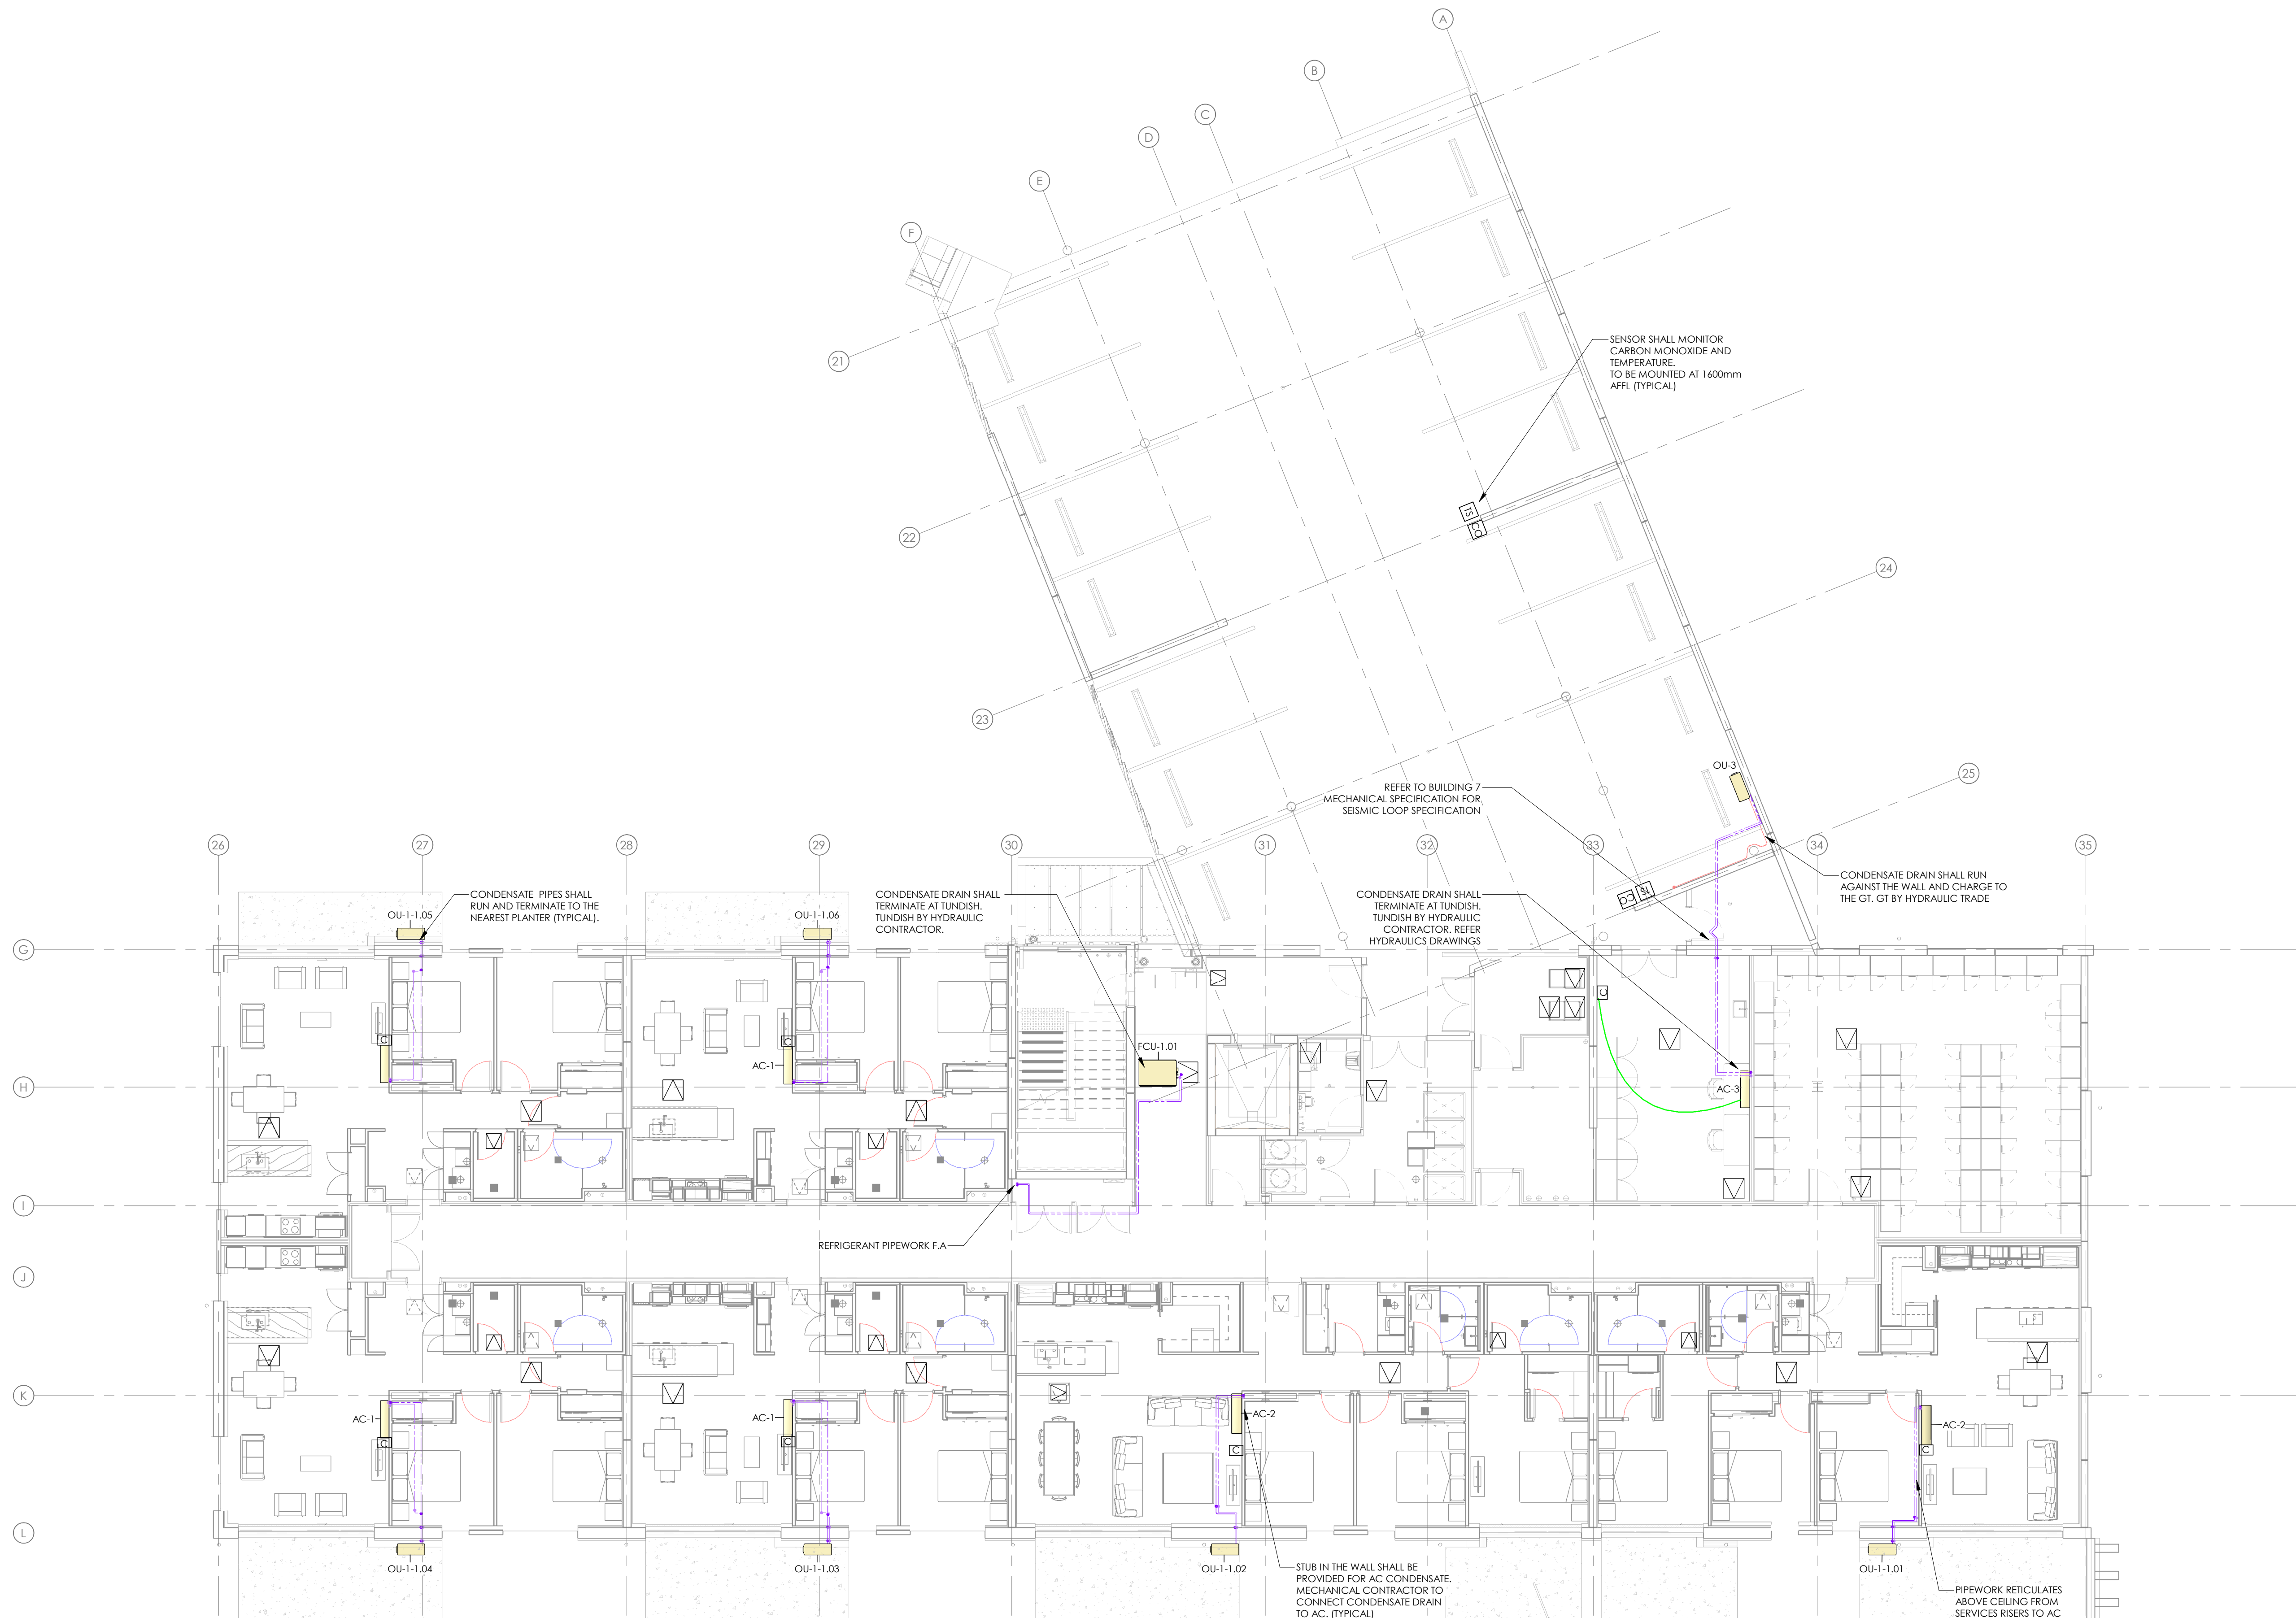 A
B
C
D
E
F
21
SENSOR SHALL MONITOR
CARBON MONOXIDE AND
TEMPERATURE.
TO BE MOUNTED AT 1600mm
AFFL (TYPICAL)
TS
CO
22
24
23
OU-3
25
REFER TO BUILDING 7
MECHANICAL SPECIFICATION FOR
SEISMIC LOOP SPECIFICATION
26
27
28
29
30
31
32
33
34
35
CONDENSATE PIPES SHALL
RUN AND TERMINATE TO THE
NEAREST PLANTER (TYPICAL).
CONDENSATE DRAIN SHALL
TERMINATE AT TUNDISH.
TUNDISH BY HYDRAULIC
CONTRACTOR.
CONDENSATE DRAIN SHALL
TERMINATE AT TUNDISH.
TUNDISH BY HYDRAULIC
CONTRACTOR. REFER
HYDRAULICS DRAWINGS
CONDENSATE DRAIN SHALL RUN
AGAINST THE WALL AND CHARGE TO
THE GT. GT BY HYDRAULIC TRADE
TS
CO
OU-1-1.05
OU-1-1.06
G
C
C
C
FCU-1.01
AC-1
H
AC-3
I
REFRIGERANT PIPEWORK F.A
J
K
AC-1
AC-1
AC-2
AC-2
C
C
C
C
L
OU-1-1.04
OU-1-1.03
OU-1-1.02
OU-1-1.01
STUB IN THE WALL SHALL BE
PROVIDED FOR AC CONDENSATE.
MECHANICAL CONTRACTOR TO
CONNECT CONDENSATE DRAIN
TO AC. (TYPICAL)
PIPEWORK RETICULATES
ABOVE CEILING FROM
SERVICES RISERS TO AC